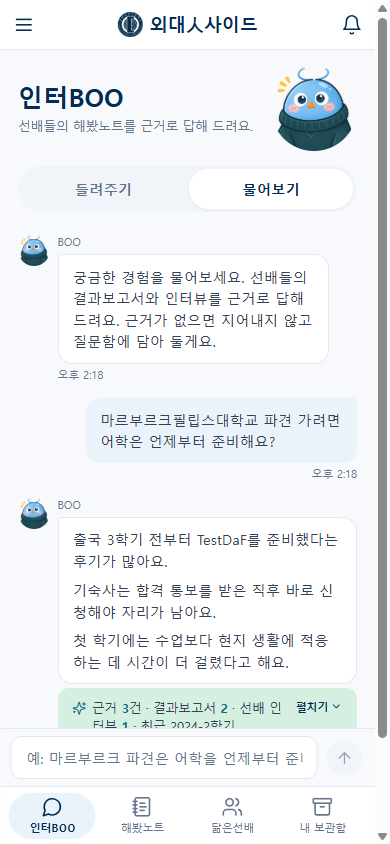 외대人사이드
인터BOO
선배들의 해봤노트를 근거로 답해 드려요.
들려주기
물어보기
BOO
궁금한 경험을 물어보세요. 선배들의
결과보고서와 인터뷰를 근거로 답해
드려요. 근거가 없으면 지어내지 않고
질문함에 담아 둘게요.
오후 2:18
마르부르크필립스대학교 파견 가려면
어학은 언제부터 준비해요?
오후 2:18
BOO
출국 3학기 전부터 TestDaF를 준비했다는
후기가 많아요.
기숙사는 합격 통보를 받은 직후 바로 신
청해야 자리가 남아요.
첫 학기에는 수업보다 현지 생활에 적응
하는 데 시간이 더 걸렸다고 해요.
근거 3건 · 결과보고서 2 · 선배 인
터뷰 1 · 최근 2024-2학기
펼치기
예: 마르부르크 파견은 어학을 언제부터 준
인터BOO
해봤노트
닮은선배
내 보관함